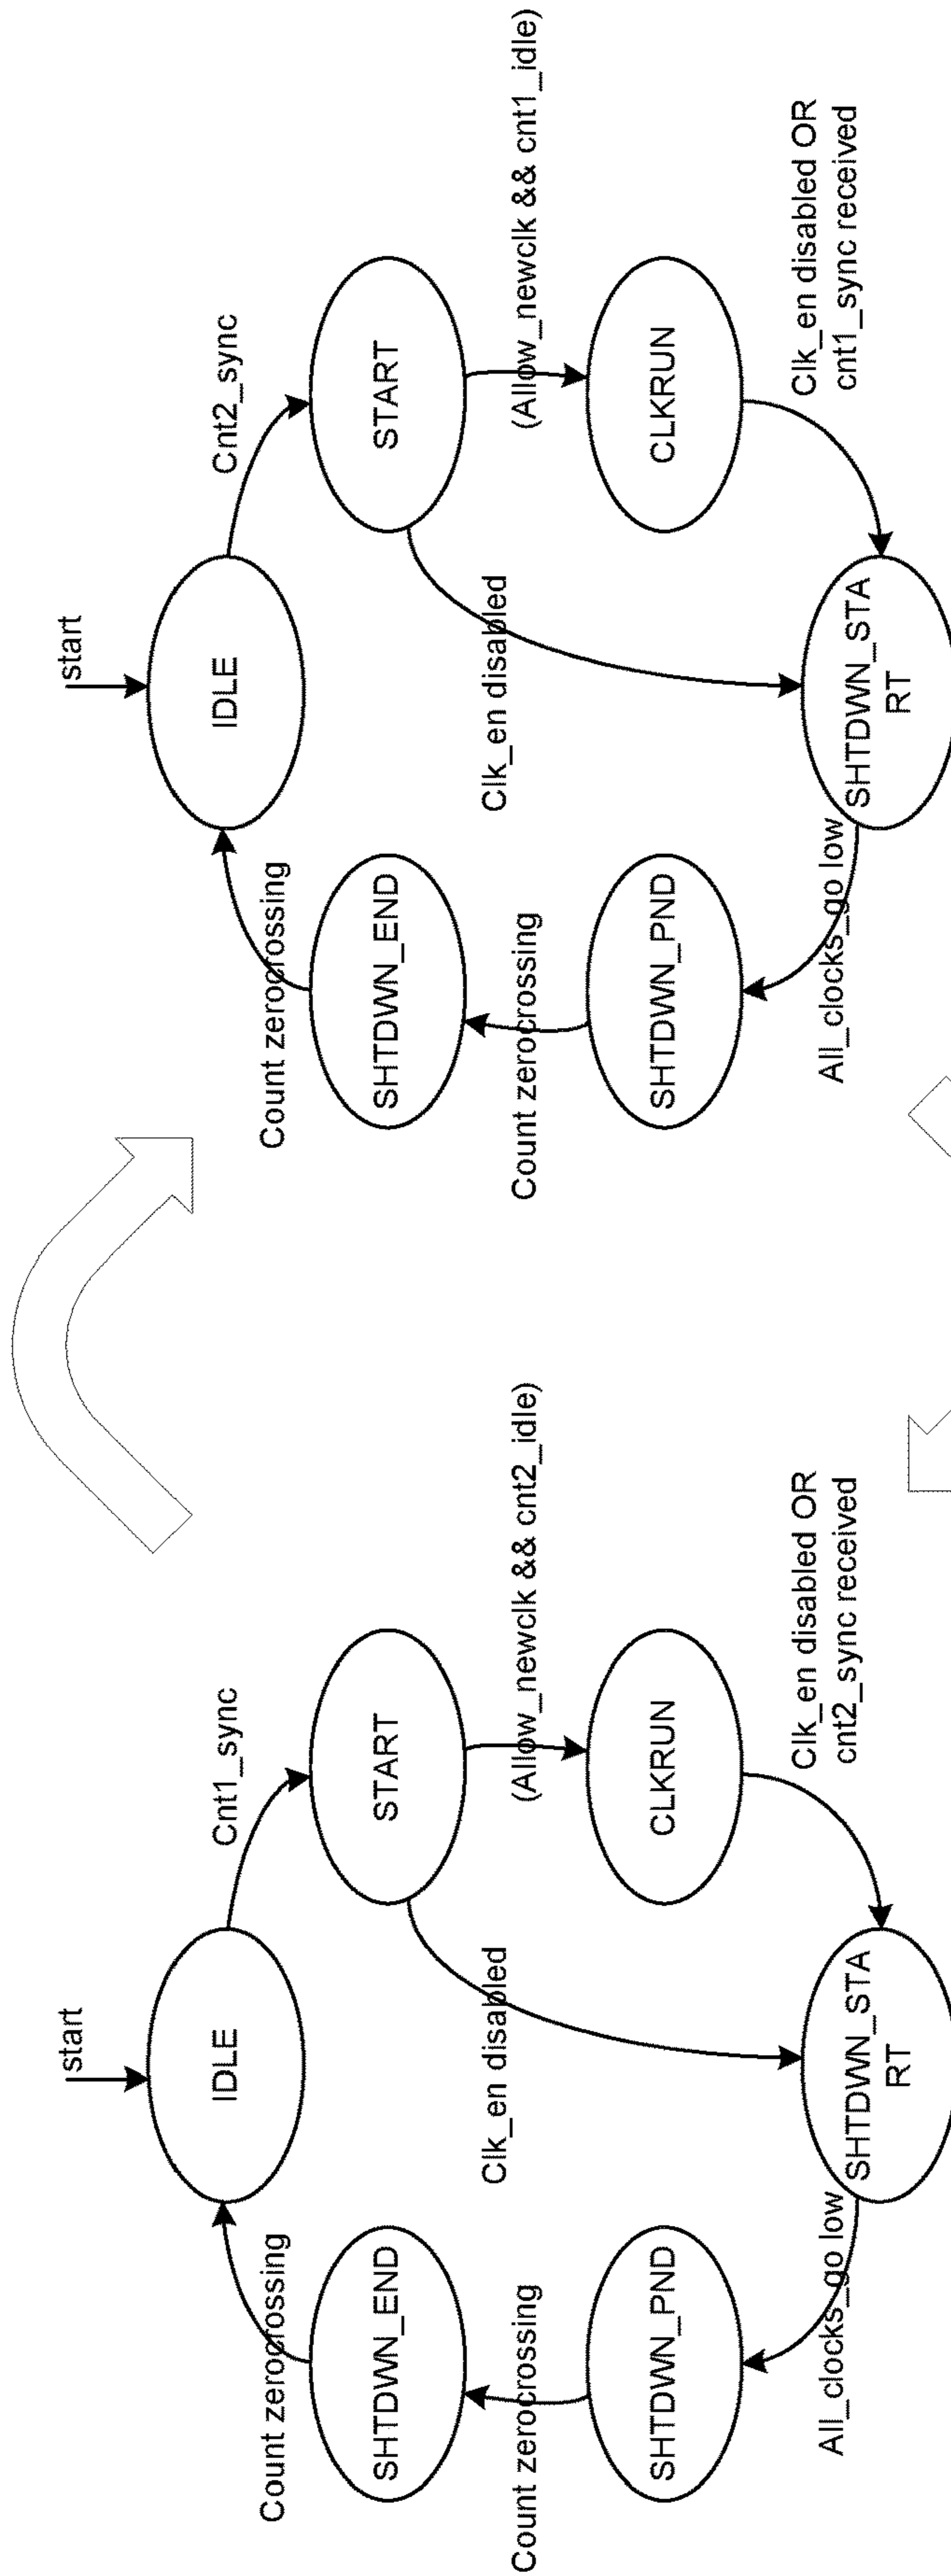 start
IDLE
Cnt1_sync
Count zerocrossing
SHTDWN_END
START
Clk_en disabled
Count zerocrossing
(Allow_newclk && cnt2_idle)
SHTDWN_PND
CLKRUN
All_clocks_go low
SHTDWN_STA
RT
Clk_en disabled OR
cnt2_sync received
start
IDLE
Cnt2_sync
Count zerocrossing
SHTDWN_END
START
Clk_en disabled
Count zerocrossing
(Allow_newclk && cnt1_idle)
SHTDWN_PND
CLKRUN
All_clocks_go low
SHTDWN_STA
RT
Clk_en disabled OR
cnt1_sync received